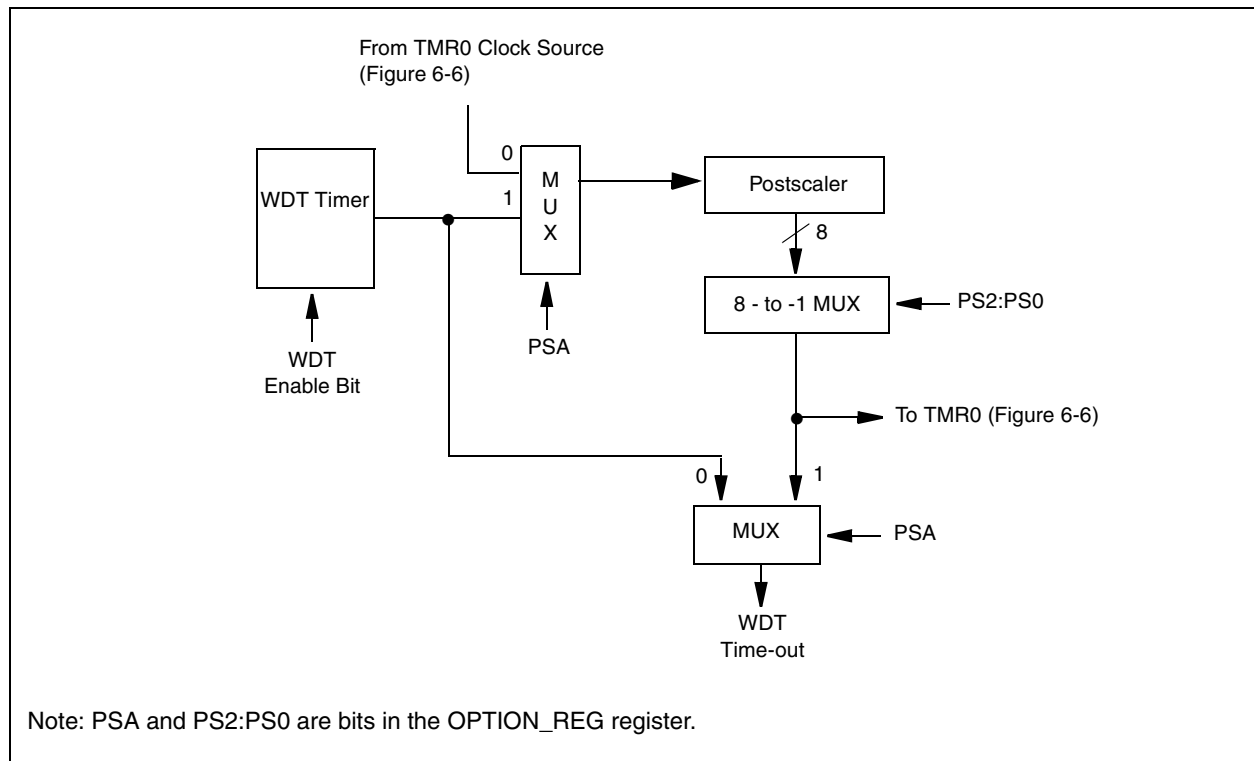 From TMR0 Clock Source
(Figure 6-6)
0
1
M
U
X
WDT Timer
Postscaler
8
8 - to -1 MUX
PS2:PS0
PSA
WDT
Enable Bit
To TMR0 (Figure 6-6)
0
1
MUX
PSA
WDT
Time-out
Note: PSA and PS2:PS0 are bits in the OPTION_REG register.